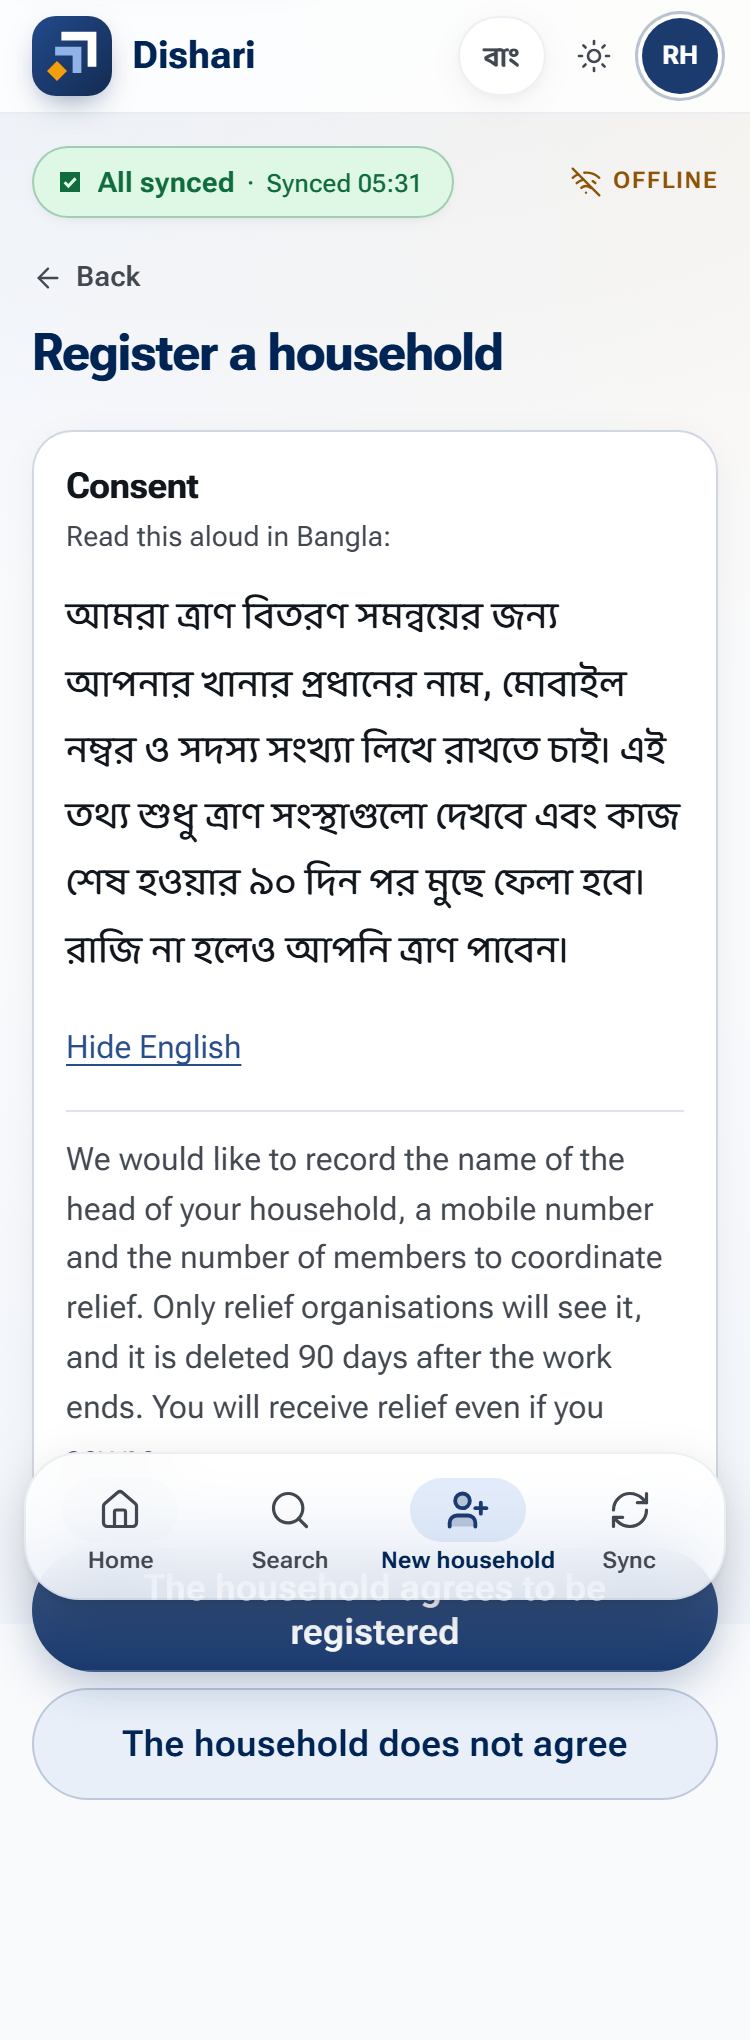 Dishari
বাং
RH
All synced · Synced 05:31
OFFLINE
Back
Register a household
Consent
Read this aloud in Bangla:
আমরা ত্রাণ বিতরণ সমন্বয়ের জন্য
আপনার খানার প্রধানের নাম, মোবাইল
নম্বর ও সদস্য সংখ্যা লিখে রাখতে চাই। এই
তথ্য শুধু ত্রাণ সংস্থাগুলো দেখবে এবং কাজ
শেষ হওয়ার ৯০ দিন পর মুছে ফেলা হবে।
রাজি না হলেও আপনি ত্রাণ পাবেন।
Hide English
We would like to record the name of the
head of your household, a mobile number
and the number of members to coordinate
relief. Only relief organisations will see it,
and it is deleted 90 days after the work
ends. You will receive relief even if you
Home
Search
New household
Sync
The household agrees to be
registered
The household does not agree